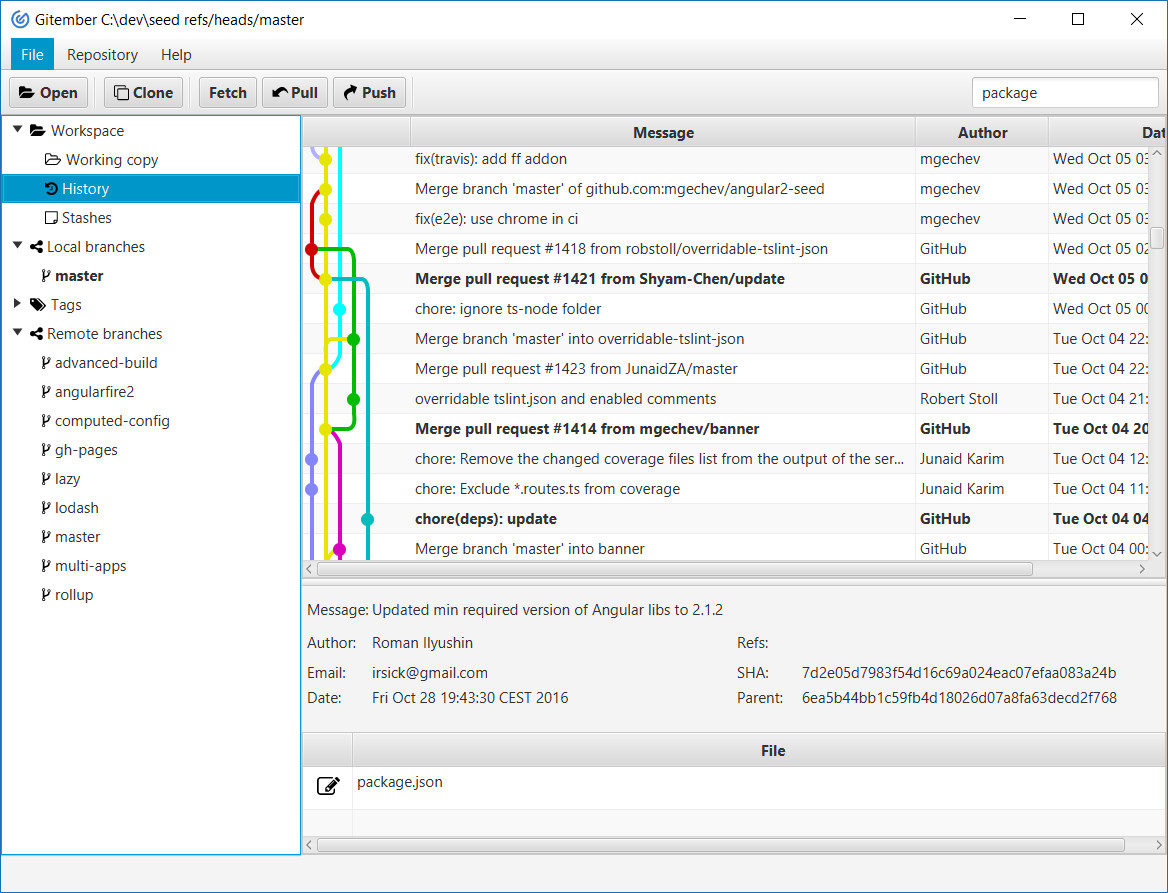 Gitember C:\dev\seed refs/heads/master
File Repository Help
Open Clone Fetch Pull Push package
Workspace
Working copy
History
Stashes
Local branches
master
Tags
Remote branches
advanced-build
angularfire2
computed-config
gh-pages
lazy
lodash
master
multi-apps
rollup
Message Author Dat
fix(travis): add ff addon mgechev Wed Oct 05 03
Merge branch 'master' of github.com:mgechev/angular2-seed mgechev Wed Oct 05 03
fix(e2e): use chrome in ci mgechev Wed Oct 05 03
Merge pull request #1418 from robstoll/overridable-tslint-json GitHub Wed Oct 05 02
Merge pull request #1421 from Shyam-Chen/update GitHub Wed Oct 05 0
chore: ignore ts-node folder GitHub Wed Oct 05 00
Merge branch 'master' into overridable-tslint-json GitHub Tue Oct 04 22:
Merge pull request #1423 from JunaidZA/master GitHub Tue Oct 04 22:
overridable tslint.json and enabled comments Robert Stoll Tue Oct 04 21:
Merge pull request #1414 from mgechev/banner GitHub Tue Oct 04 20
chore: Remove the changed coverage files list from the output of the ser... Junaid Karim Tue Oct 04 12:
chore: Exclude *.routes.ts from coverage Junaid Karim Tue Oct 04 11:
chore(deps): update GitHub Tue Oct 04 04
Merge branch 'master' into banner GitHub Tue Oct 04 00:
Message: Updated min required version of Angular libs to 2.1.2
Author: Roman Ilyushin Refs:
Email: irsick@gmail.com SHA: 7d2e05d7983f54d16c69a024eac07efaa083a24b
Date: Fri Oct 28 19:43:30 CEST 2016 Parent: 6ea5b44bb1c59fb4d18026d07a8fa63decd2f768
File
package.json